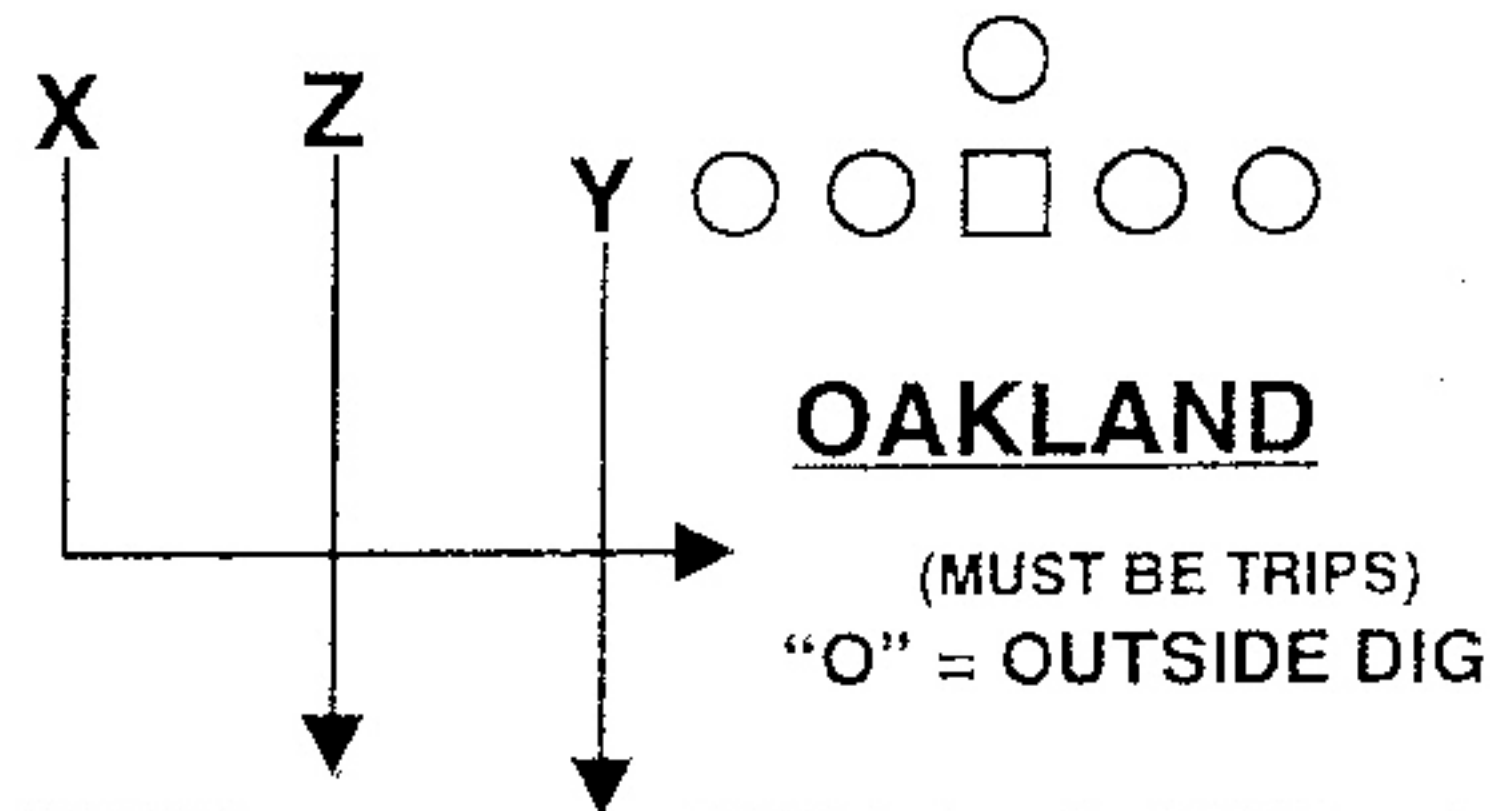 X Z
Y
OAKLAND
(MUST BE TRIPS)
“O” = OUTSIDE DIG